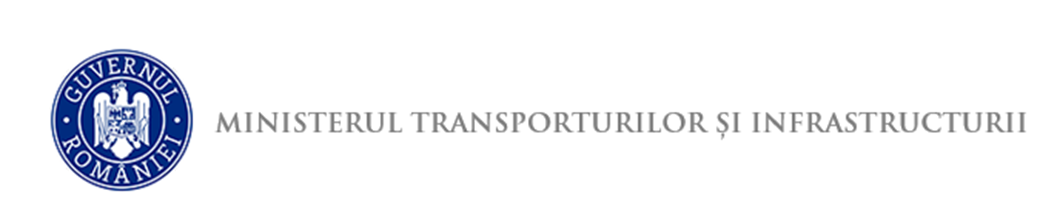 GUVERNUL
ROMÂNIEI
MINISTERUL TRANSPORTURILOR ȘI INFRASTRUCTURII